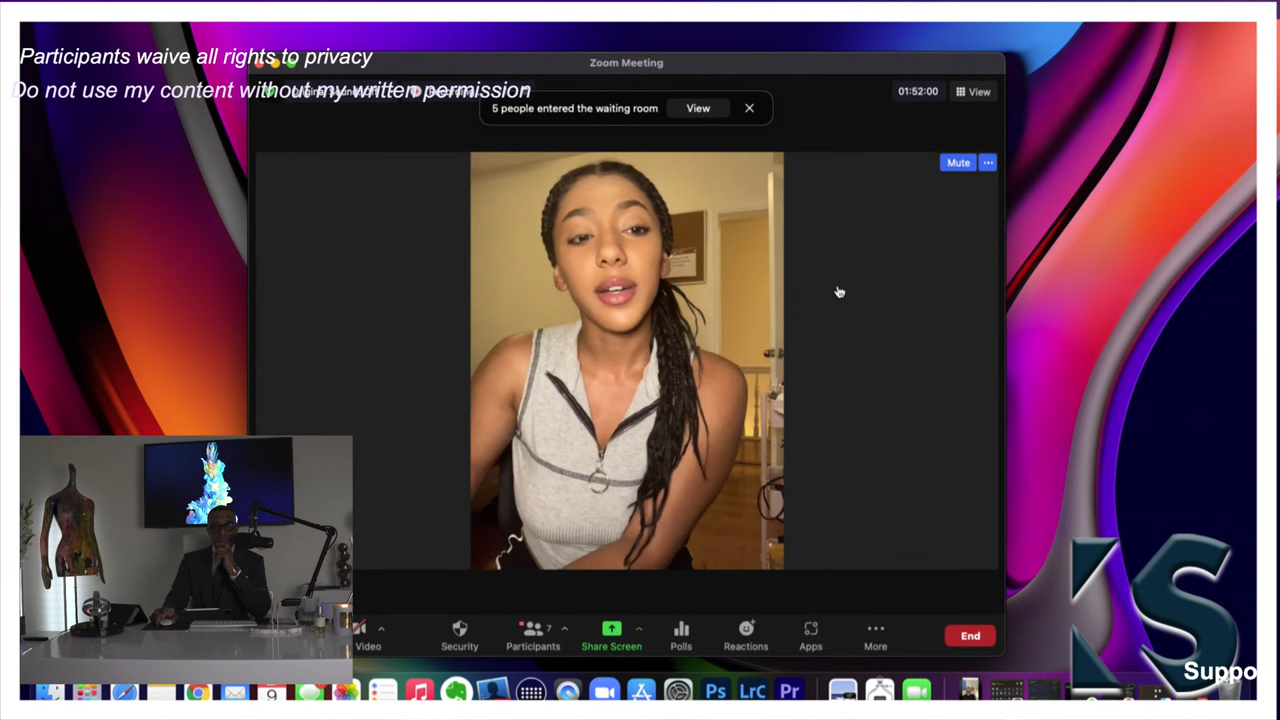 Participants waive all rights to privacy
Do not use my content without my written permission
Zoom Meeting
5 people entered the waiting room
View
01:52:00
View
Mute
Video
Security
Participants
7
Share Screen
Polls
Reactions
Apps
More
End
KS
Suppo
9
Ps
LrC
Pr